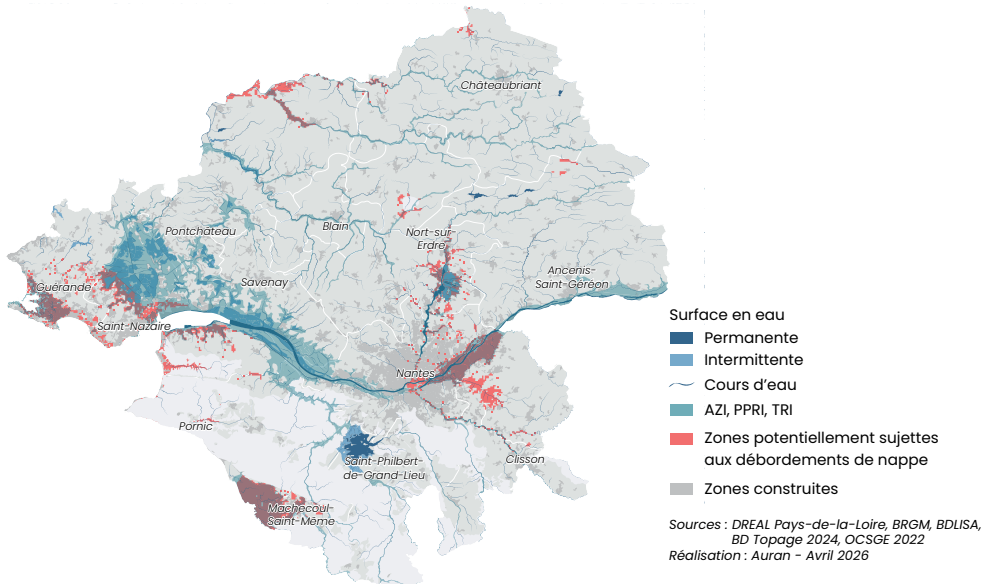 Châteaubriant
Pontchâteau
Blain
Nort-sur-
Erdre
Ancenis-
Saint-Géréon
Guérande
Savenay
Saint-Nazaire
Nantes
Pornic
Clisson
Saint-Philbert-
de-Grand-Lieu
Machecoul-
Saint-Même
Surface en eau
Permanente
Intermittente
Cours d'eau
AZI, PPRI, TRI
Zones potentiellement sujettes
aux débordements de nappe
Zones construites
Sources : DREAL Pays-de-la-Loire, BRGM, BDLISA,
BD Topage 2024, OCSGE 2022
Réalisation : Auran - Avril 2026